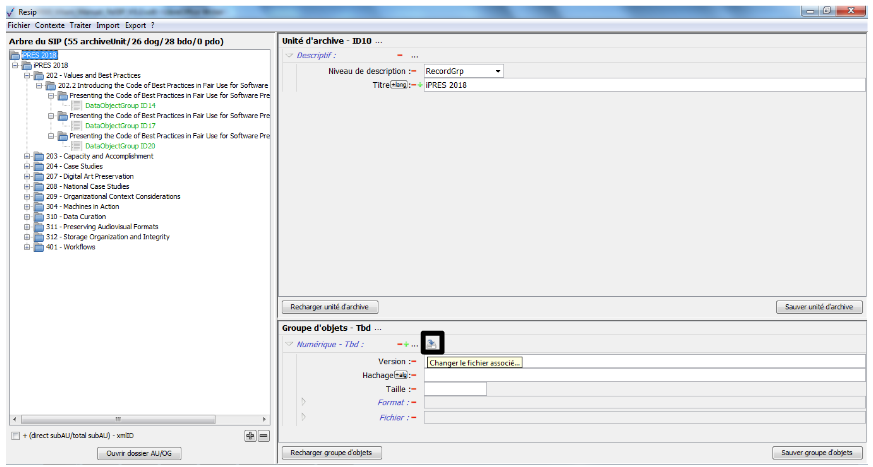 Resip
Fichier Contexte Traiter Import Export ?
Arbre du SIP (55 archiveUnit/26 dog/28 bdo/0 pdo)
iPRES 2018
iPRES 2018
202 - Values and Best Practices
202.2 Introducing the Code of Best Practices in Fair Use for Software
Presenting the Code of Best Practices in Fair Use for Software Pre
DataObjectGroup ID14
Presenting the Code of Best Practices in Fair Use for Software Pre
DataObjectGroup ID17
Presenting the Code of Best Practices in Fair Use for Software Pre
DataObjectGroup ID20
203 - Capacity and Accomplishment
204 - Case Studies
207 - Digital Art Preservation
208 - National Case Studies
209 - Organizational Context Considerations
304 - Machines in Action
310 - Data Curation
311 - Preserving Audiovisual Formats
312 - Storage Organization and Integrity
401 - Workflows
+ (direct subAU/total subAU) - xmlID
Ouvrir dossier AU/OG
Unité d'archive - ID10 ...
Descriptif : - ...
Niveau de description :- RecordGrp
Titre +lang :- + iPRES 2018
Recharger unité d'archive
Sauver unité d'archive
Groupe d'objets - Tbd ...
Numérique - Tbd : -+ ...
Version :-
Changer le fichier associé...
Hachage +alg :-
Taille :-
Format : -
Fichier : -
Recharger groupe d'objets
Sauver groupe d'objets